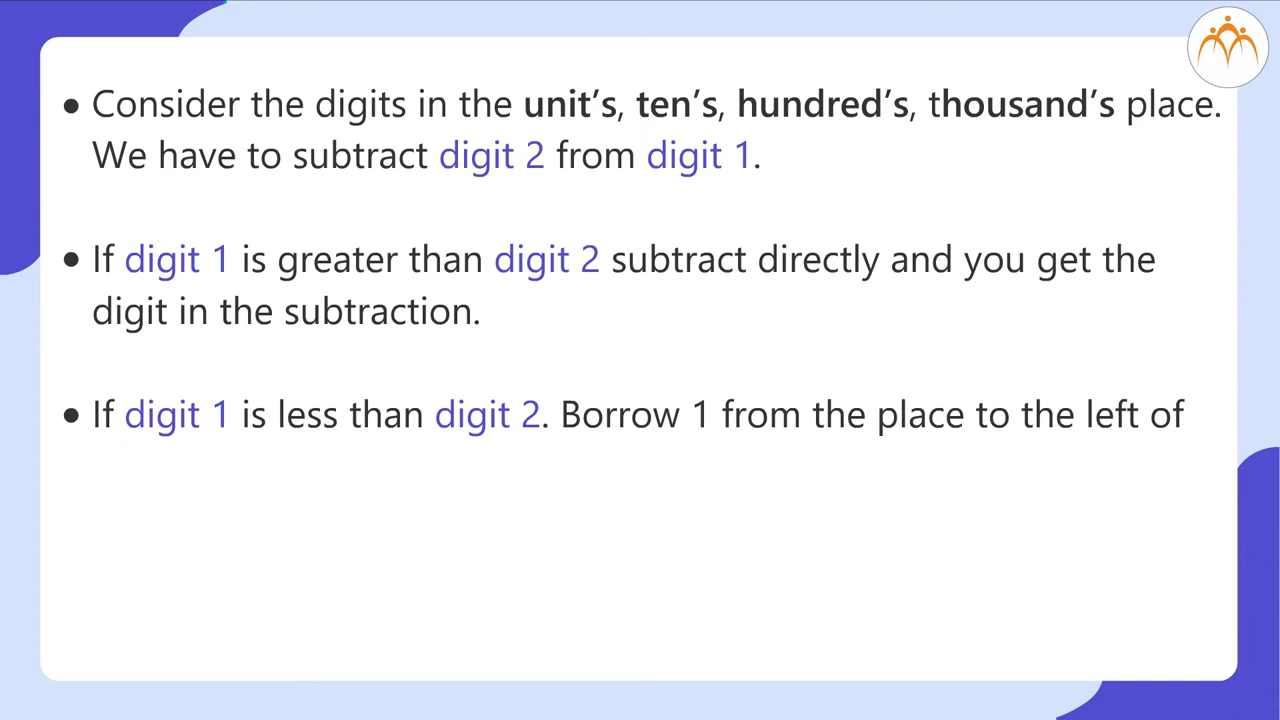 • Consider the digits in the unit’s, ten’s, hundred’s, thousand’s place.
We have to subtract digit 2 from digit 1.
• If digit 1 is greater than digit 2 subtract directly and you get the
digit in the subtraction.
• If digit 1 is less than digit 2. Borrow 1 from the place to the left of